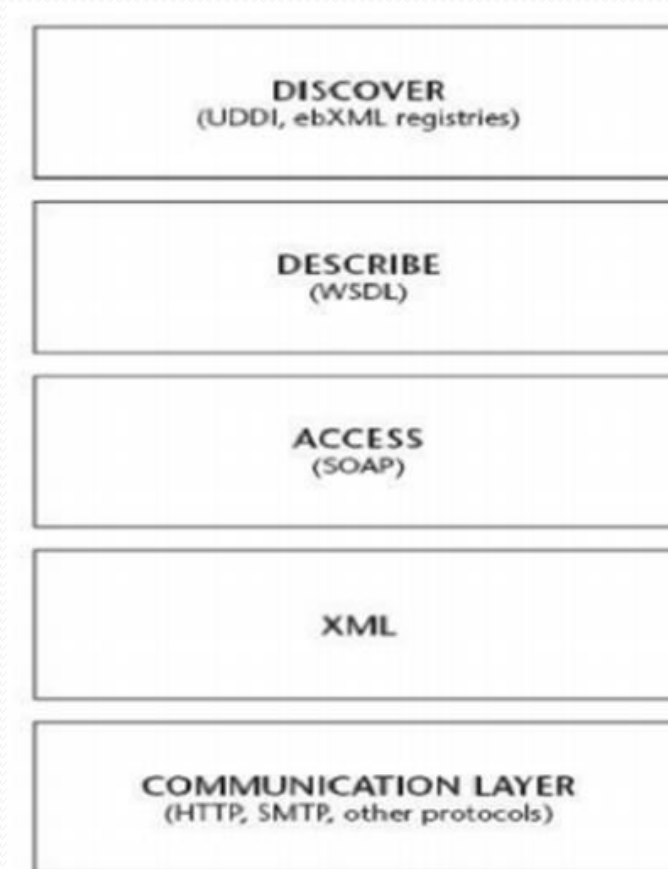 DISCOVER
(UDDI, ebXML registries)
DESCRIBE
(WSDL)
ACCESS
(SOAP)
XML
COMMUNICATION LAYER
(HTTP, SMTP, other protocols)